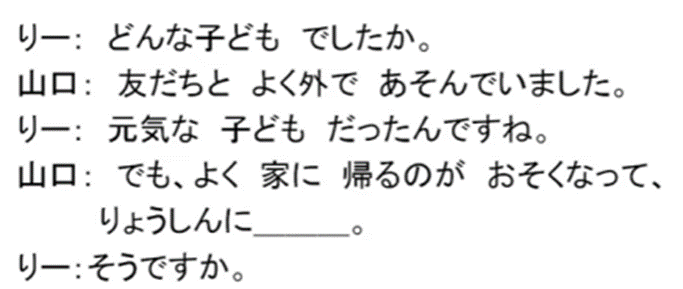 りー： どんな子ども でしたか。
山口： 友だちと よく外で あそんでいました。
りー： 元気な 子ども だったんですね。
山口： でも、よく 家に 帰るのが おそくなって、
りょうしんに______。
りー：そうですか。